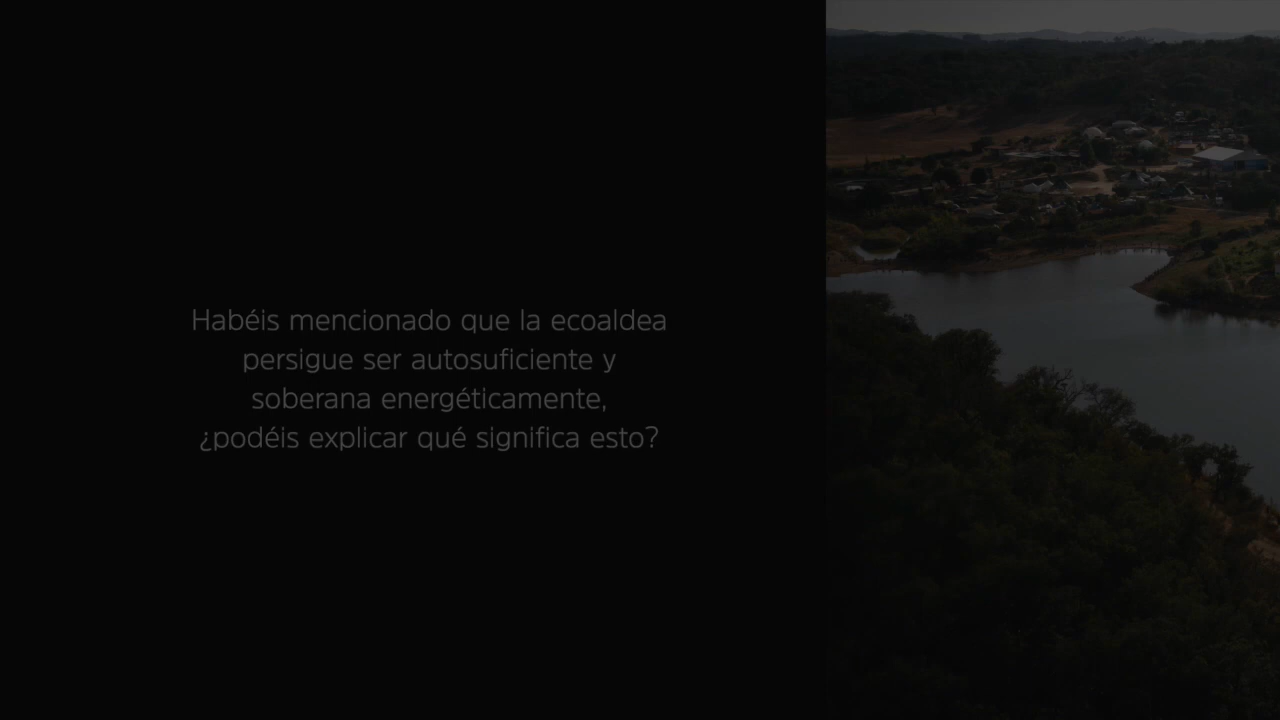 Habéis mencionado que la ecoaldea
persigue ser autosuficiente y
soberana energéticamente,
¿podéis explicar qué significa esto?